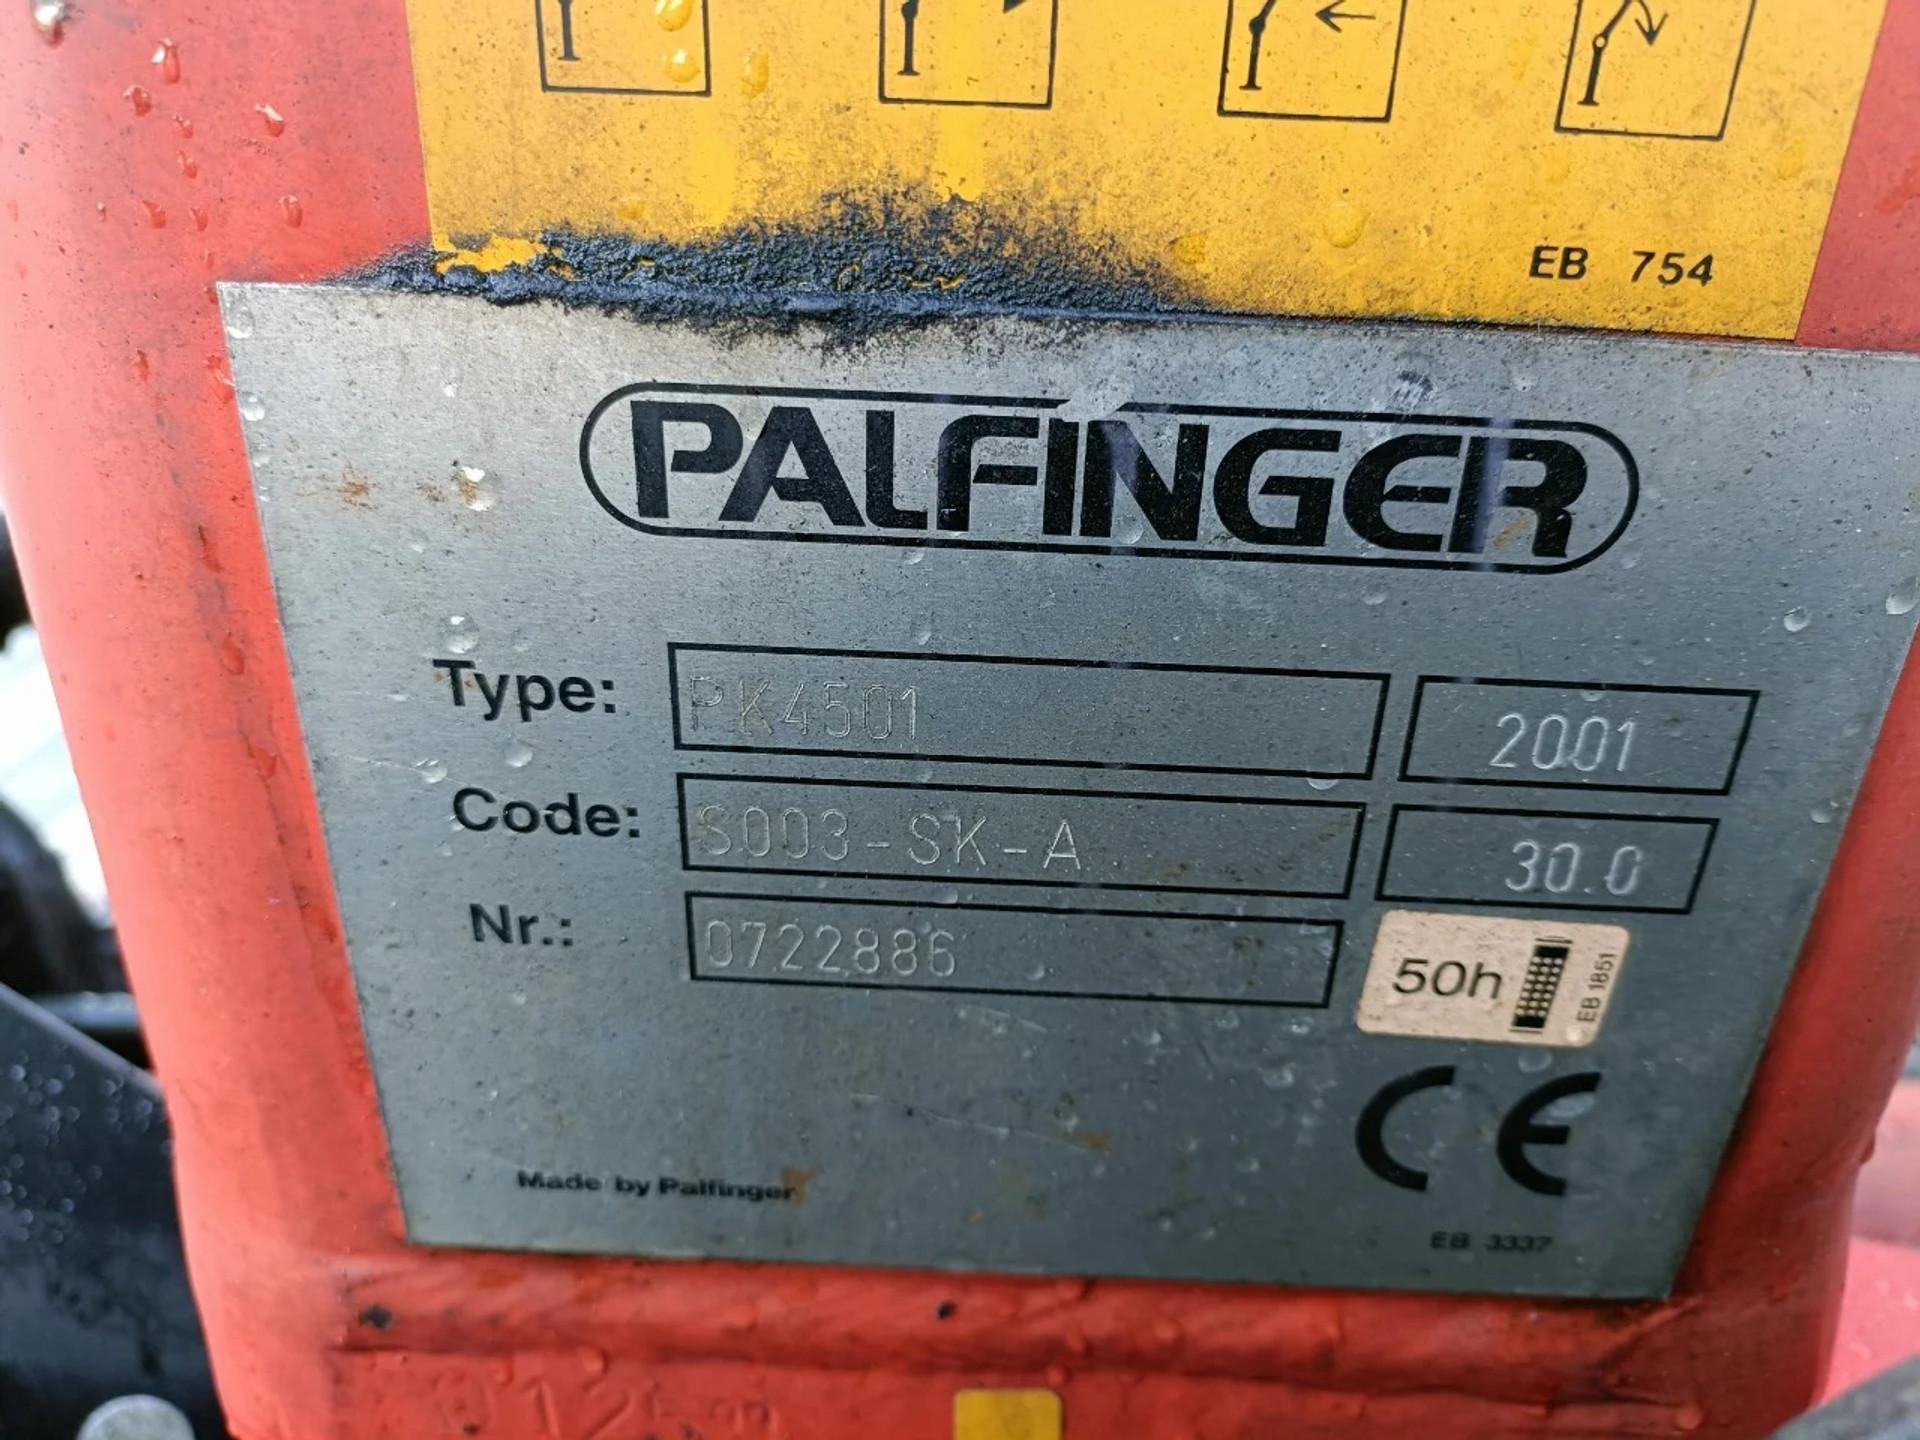 EB 754
PALFINGER
Type: PK4501 2001
Code: S003-SK-A 30.0
Nr.: 0722886
50h EB 1851
CE
Made by Palfinger
EB 3337